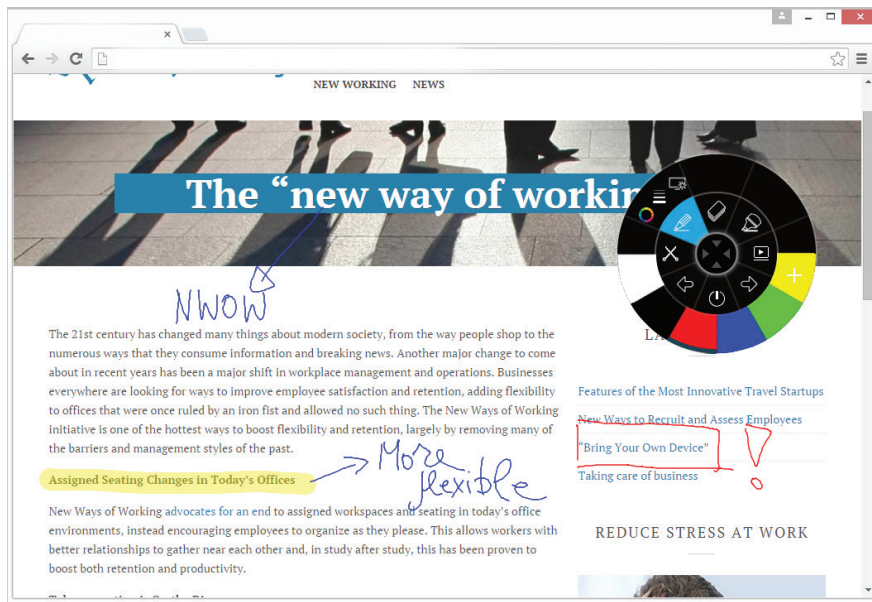 NEW WORKING NEWS
The “new way of workin
NWOW
The 21st century has changed many things about modern society, from the way people shop to the
numerous ways that they consume information and breaking news. Another major change to come
about in recent years has been a major shift in workplace management and operations. Businesses
everywhere are looking for ways to improve employee satisfaction and retention, adding flexibility
to offices that were once ruled by an iron fist and allowed no such thing. The New Ways of Working
initiative is one of the hottest ways to boost flexibility and retention, largely by removing many of
the barriers and management styles of the past.
Assigned Seating Changes in Today’s Offices
More
flexible
New Ways of Working advocates for an end to assigned workspaces and seating in today’s office
environments, instead encouraging employees to organize as they please. This allows workers with
better relationships to gather near each other and, in study after study, this has been proven to
boost both retention and productivity.
Features of the Most Innovative Travel Startups
New Ways to Recruit and Assess Employees
“Bring Your Own Device”
!
Taking care of business
REDUCE STRESS AT WORK